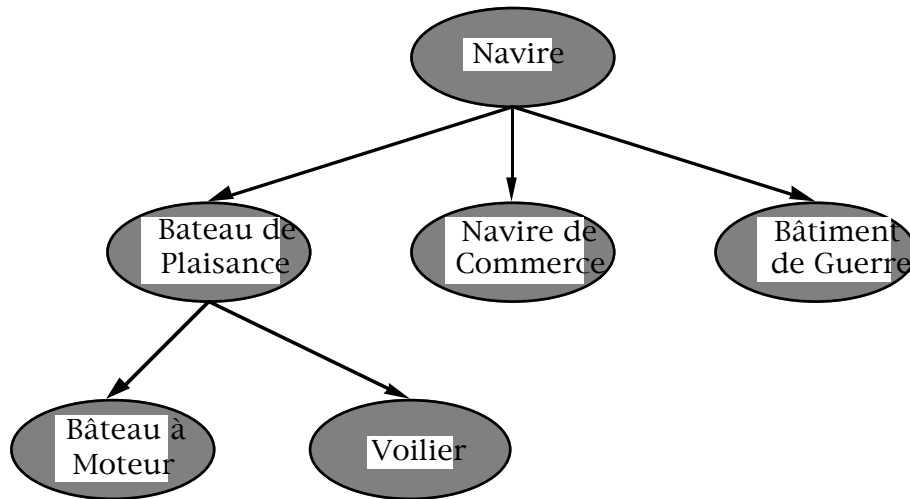 Navire
Bateau de
Plaisance
Navire de
Commerce
Bâtiment
de Guerre
Bâteau à
Moteur
Voilier